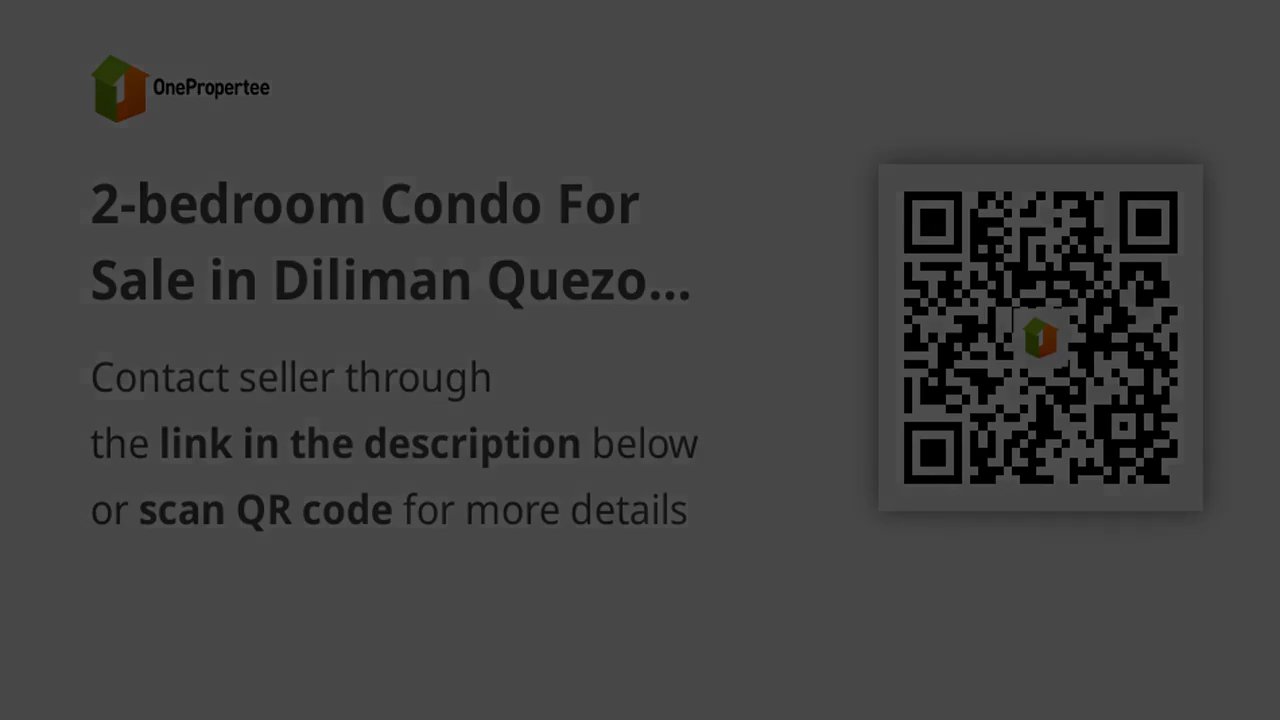 OnePropertee
2-bedroom Condo For
Sale in Diliman Quezo...
Contact seller through
the link in the description below
or scan QR code for more details